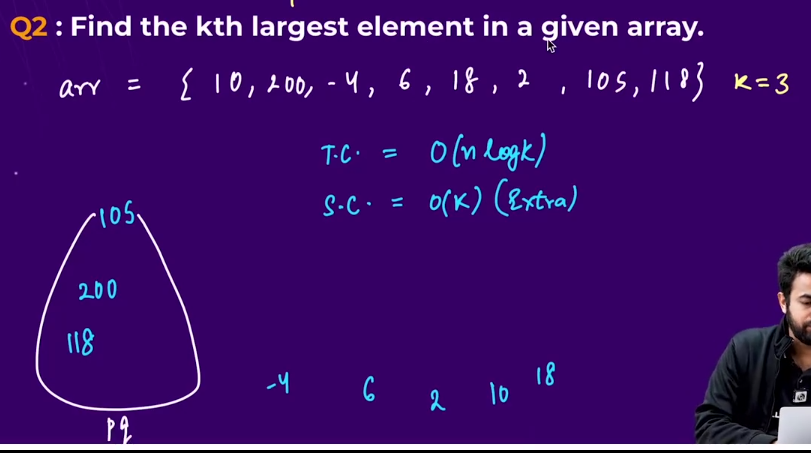 Q2 : Find the kth largest element in a given array.
arr = { 10, 200, -4, 6, 18, 2 , 105, 118} K = 3
T.C. = O(n logk)
S.C. = O(K) (Extra)
105
200
118
-4 6 2 10 18
pq